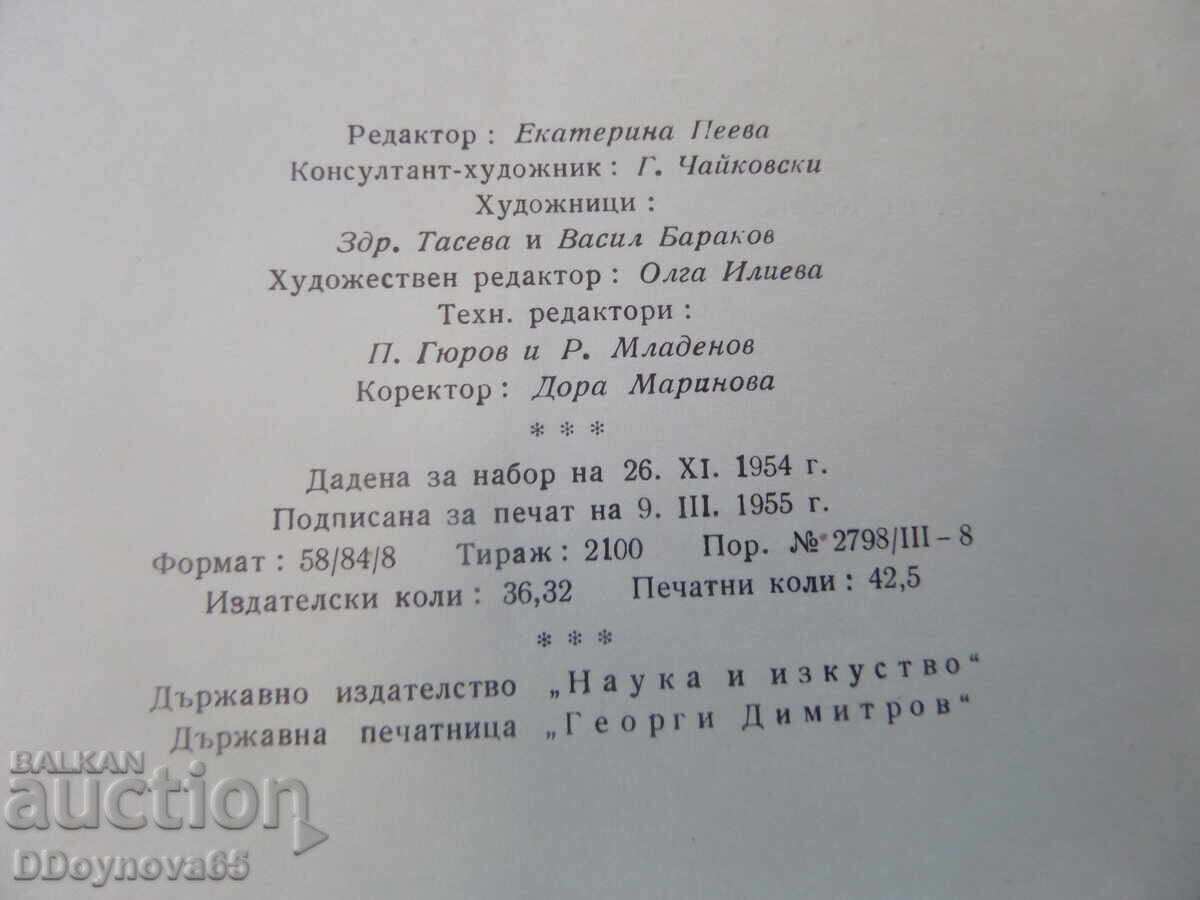 Редактор: Екатерина Пеева
Консултант-художник: Г. Чайковски
Художници:
Здр. Тасева и Васил Бараков
Художествен редактор: Олга Илиева
Техн. редактори:
П. Гюров и Р. Младенов
Коректор: Дора Маринова
* * *
Дадена за набор на 26. XI. 1954 г.
Подписана за печат на 9. III. 1955 г.
Формат: 58/84/8 Тираж: 2100 Пор. № 2798/III-8
Издателски коли: 36,32 Печатни коли: 42,5
* * *
Държавно издателство „Наука и изкуство“
Държавна печатница „Георги Димитров“
BALKAN
auction
DDoynova65